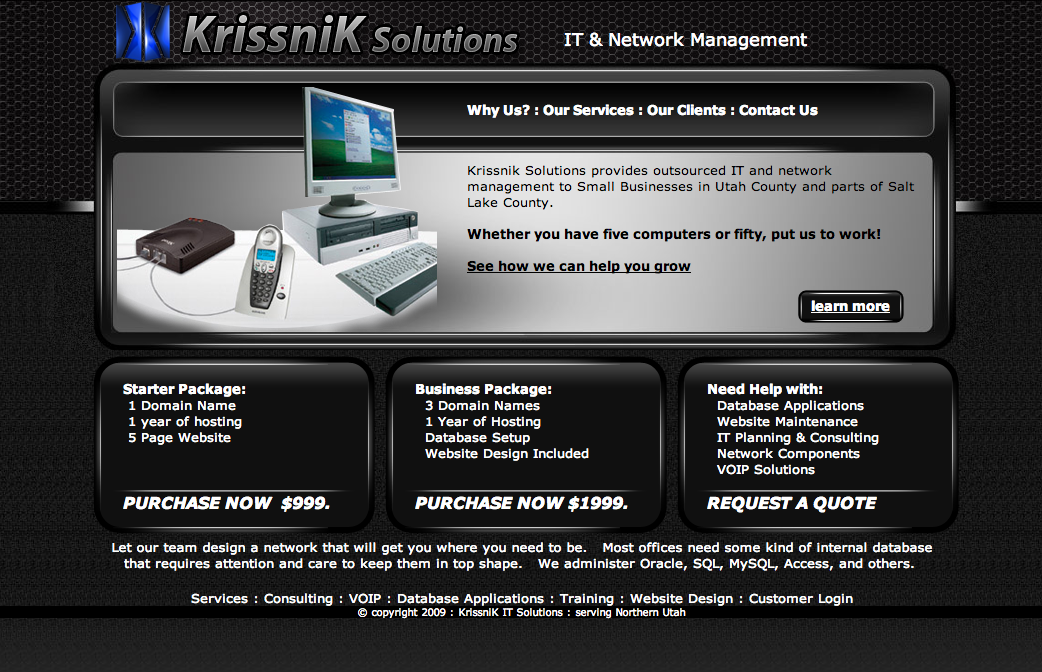 KrissniK Solutions
IT & Network Management
Why Us? : Our Services : Our Clients : Contact Us
Krissnik Solutions provides outsourced IT and network
management to Small Businesses in Utah County and parts of Salt
Lake County.
Whether you have five computers or fifty, put us to work!
See how we can help you grow
learn more
Starter Package:
1 Domain Name
1 year of hosting
5 Page Website
PURCHASE NOW $999.
Business Package:
3 Domain Names
1 Year of Hosting
Database Setup
Website Design Included
PURCHASE NOW $1999.
Need Help with:
Database Applications
Website Maintenance
IT Planning & Consulting
Network Components
VOIP Solutions
REQUEST A QUOTE
Let our team design a network that will get you where you need to be. Most offices need some kind of internal database
that requires attention and care to keep them in top shape. We administer Oracle, SQL, MySQL, Access, and others.
Services : Consulting : VOIP : Database Applications : Training : Website Design : Customer Login
© copyright 2009 : KrissniK IT Solutions : serving Northern Utah